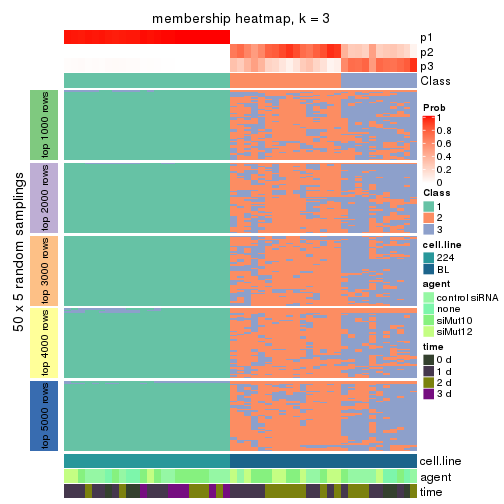 membership heatmap, k = 3
p1
p2
p3
Class
50 x 5 random samplings
top 1000 rows
top 2000 rows
top 3000 rows
top 4000 rows
top 5000 rows
Prob
1
0.8
0.6
0.4
0.2
0
Class
1
2
3
cell.line
224
BL
agent
control siRNA
none
siMut10
siMut12
time
0 d
1 d
2 d
3 d
cell.line
agent
time